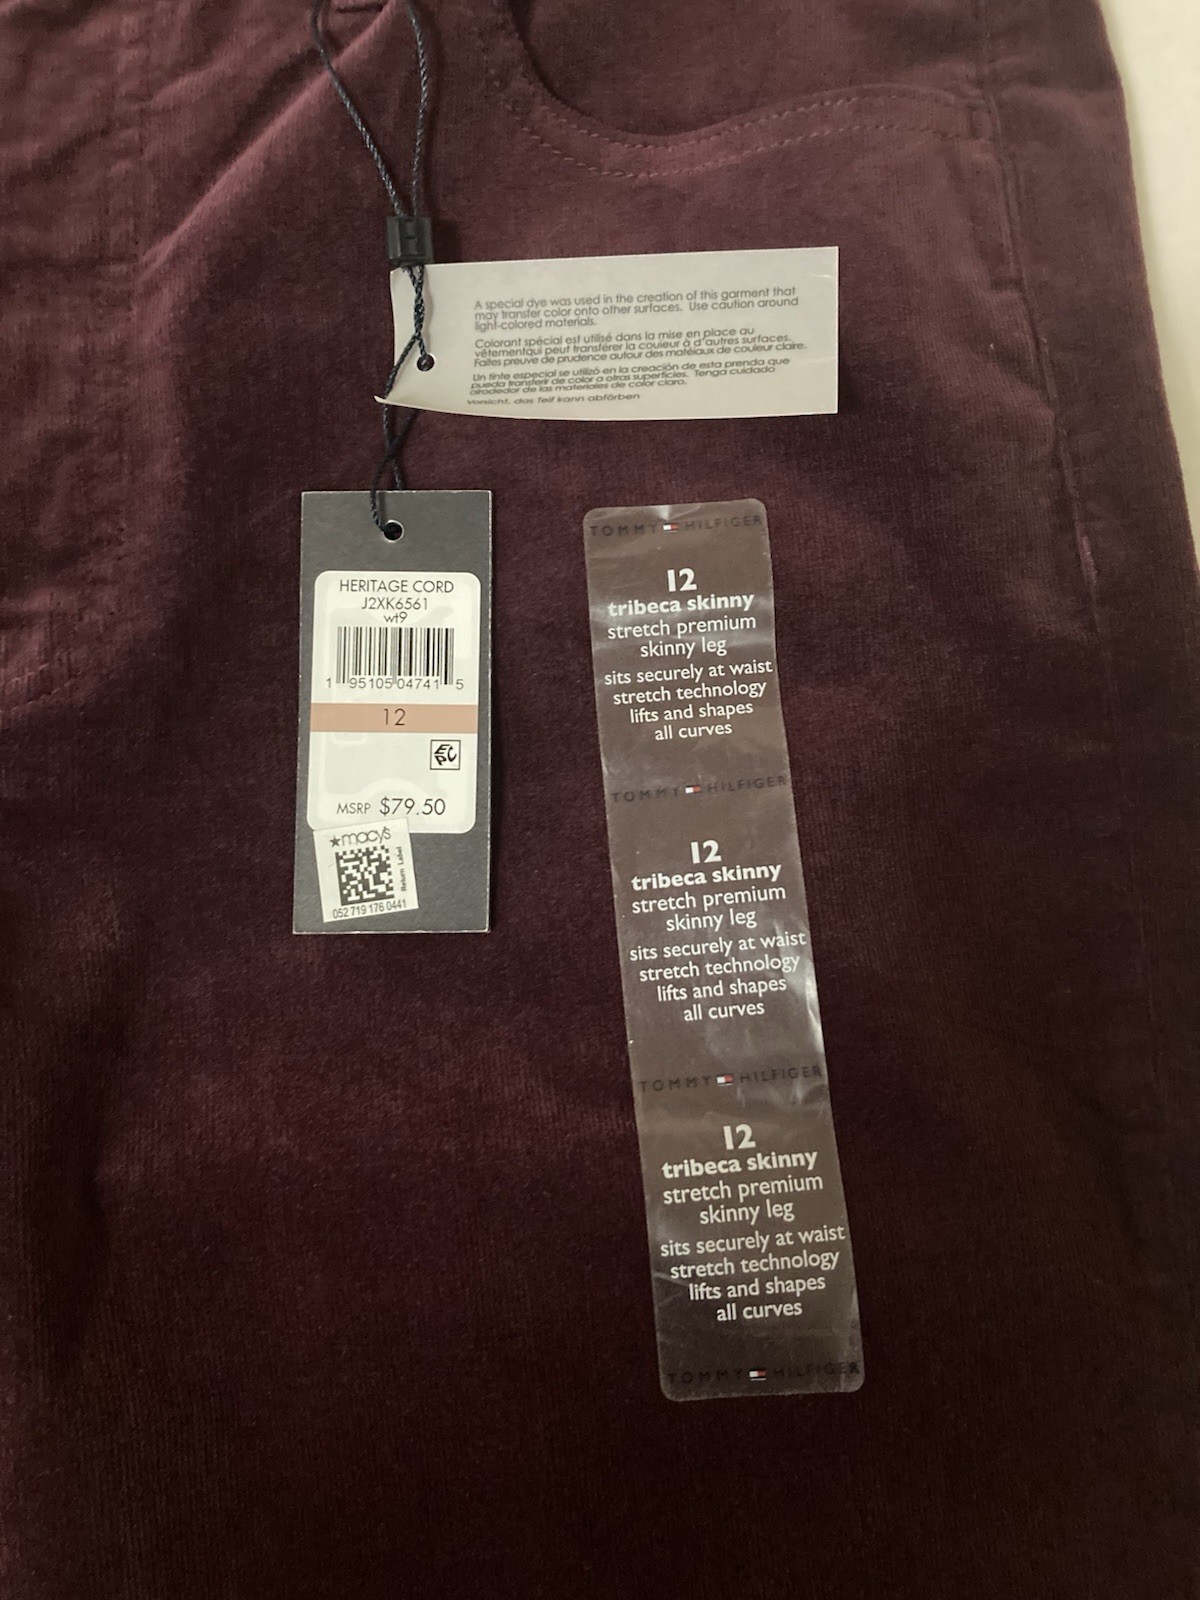 A special dye was used in the creation of this garment that
may transfer color onto other surfaces. Use caution around
light-colored materials.
Colorant spécial est utilisé dans la mise en place au
vêtementqui peut transférer la couleur à d'autres surfaces.
Faites preuve de prudence autour des matéiaux de couleur claire.
Un tinte especial se utilizó en la creación de esta prenda que
pueda transferir de color a otras superficies. Tenga cuidado
alrededor de las materiales de color claro.
Vorsicht, das Teil kann abfärben
HERITAGE CORD
J2XK6561
wt9
1 95105 04741 5
12
MSRP $79.50
macy's
Return Label
052 719 176 0441
TOMMY HILFIGER
12
tribeca skinny
stretch premium
skinny leg
sits securely at waist
stretch technology
lifts and shapes
all curves
TOMMY HILFIGER
12
tribeca skinny
stretch premium
skinny leg
sits securely at waist
stretch technology
lifts and shapes
all curves
TOMMY HILFIGER
12
tribeca skinny
stretch premium
skinny leg
sits securely at waist
stretch technology
lifts and shapes
all curves
TOMMY HILFIGER